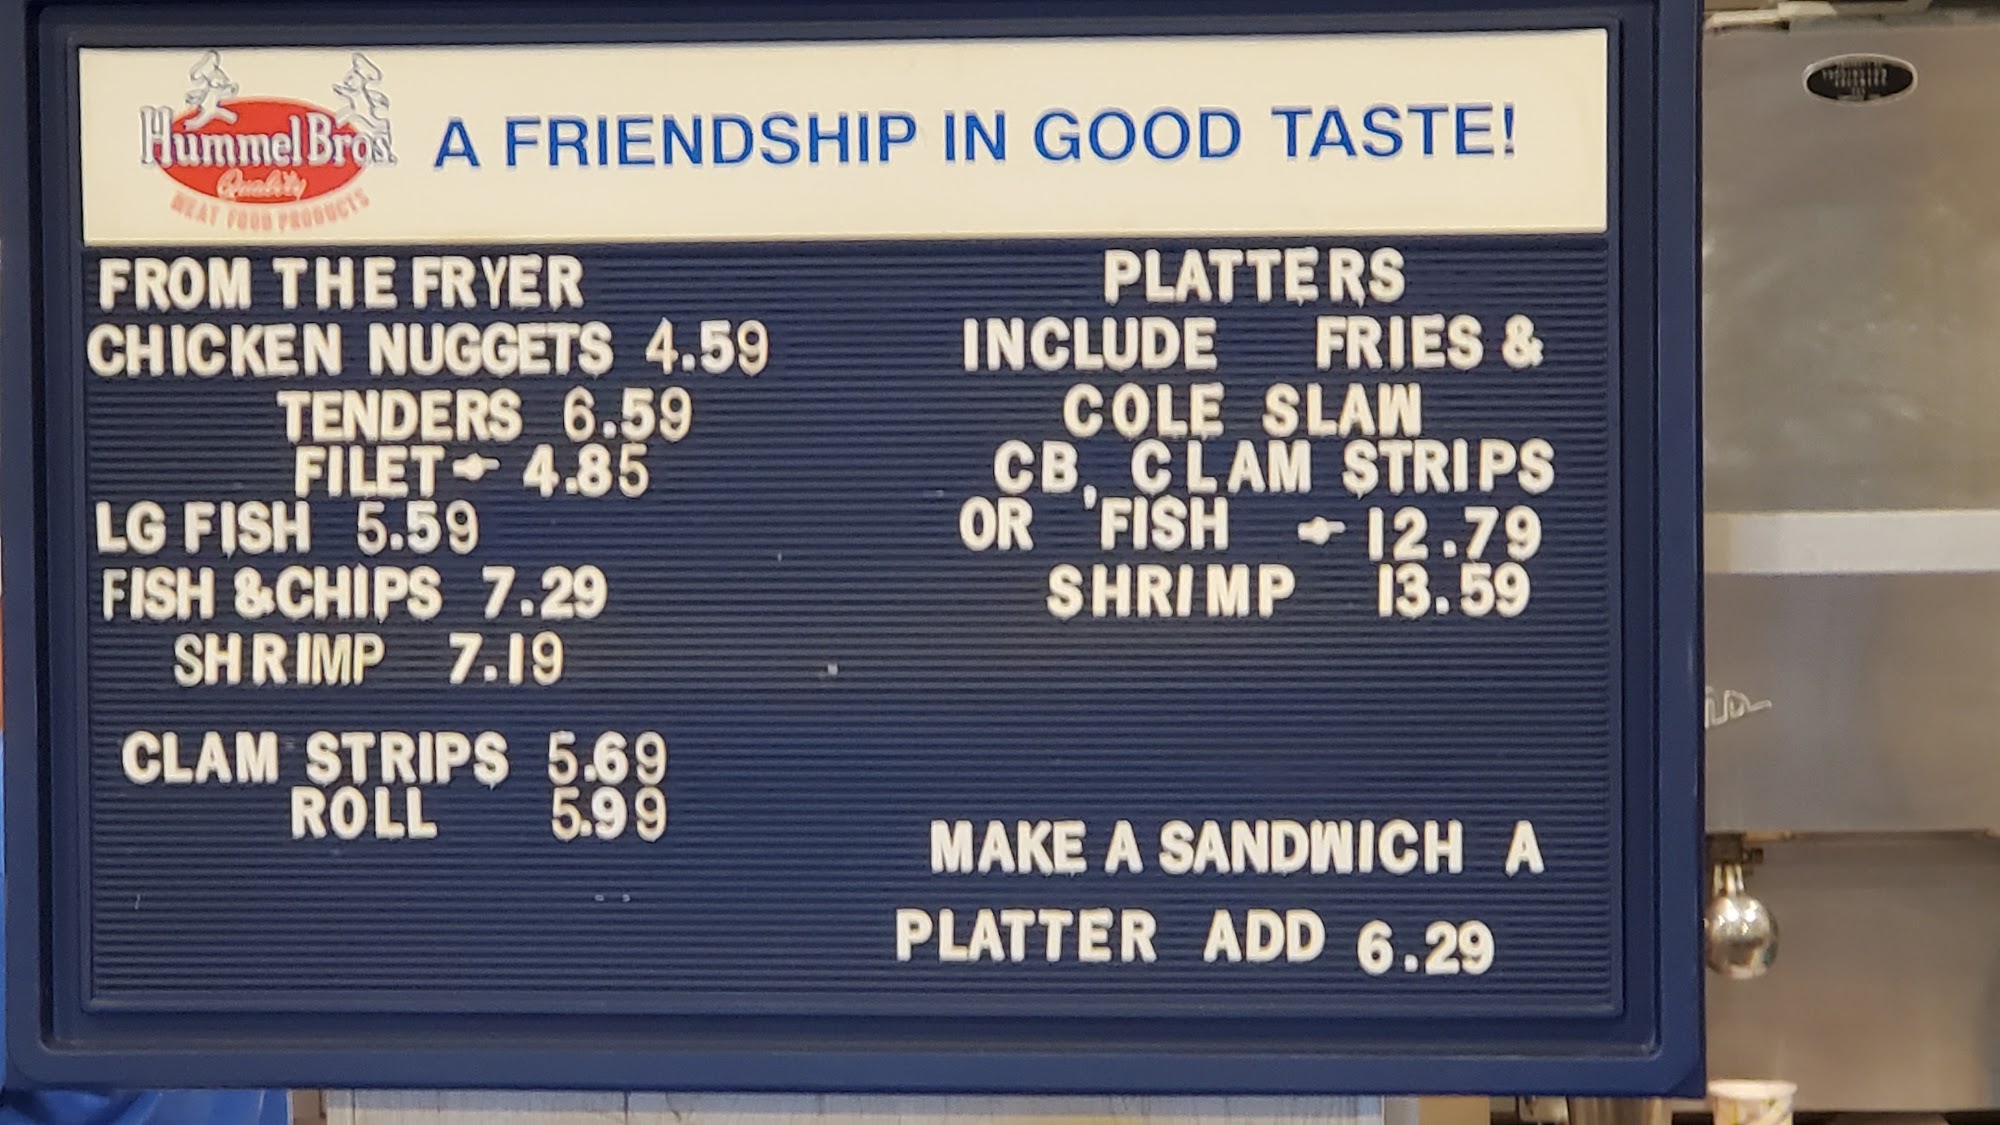 Hummel Bros.
Quality
MEAT FOOD PRODUCTS
A FRIENDSHIP IN GOOD TASTE!
FROM THE FRYER
CHICKEN NUGGETS 4.59
TENDERS 6.59
FILET 4.85
LG FISH 5.59
FISH &CHIPS 7.29
SHRIMP 7.19
CLAM STRIPS 5.69
ROLL 5.99
PLATTERS
INCLUDE FRIES &
COLE SLAW
CB, CLAM STRIPS
OR FISH 12.79
SHRIMP 13.59
MAKE A SANDWICH A
PLATTER ADD 6.29